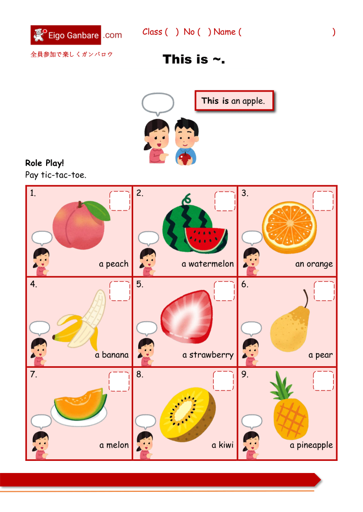 Eigo Ganbare .com
Class (   )  No (   ) Name (                    )
全員参加で楽しくガンバロウ
This is ~.
This is an apple.
Role Play!
Pay tic-tac-toe.
1.
a peach
2.
a watermelon
3.
an orange
4.
a banana
5.
a strawberry
6.
a pear
7.
a melon
8.
a kiwi
9.
a pineapple